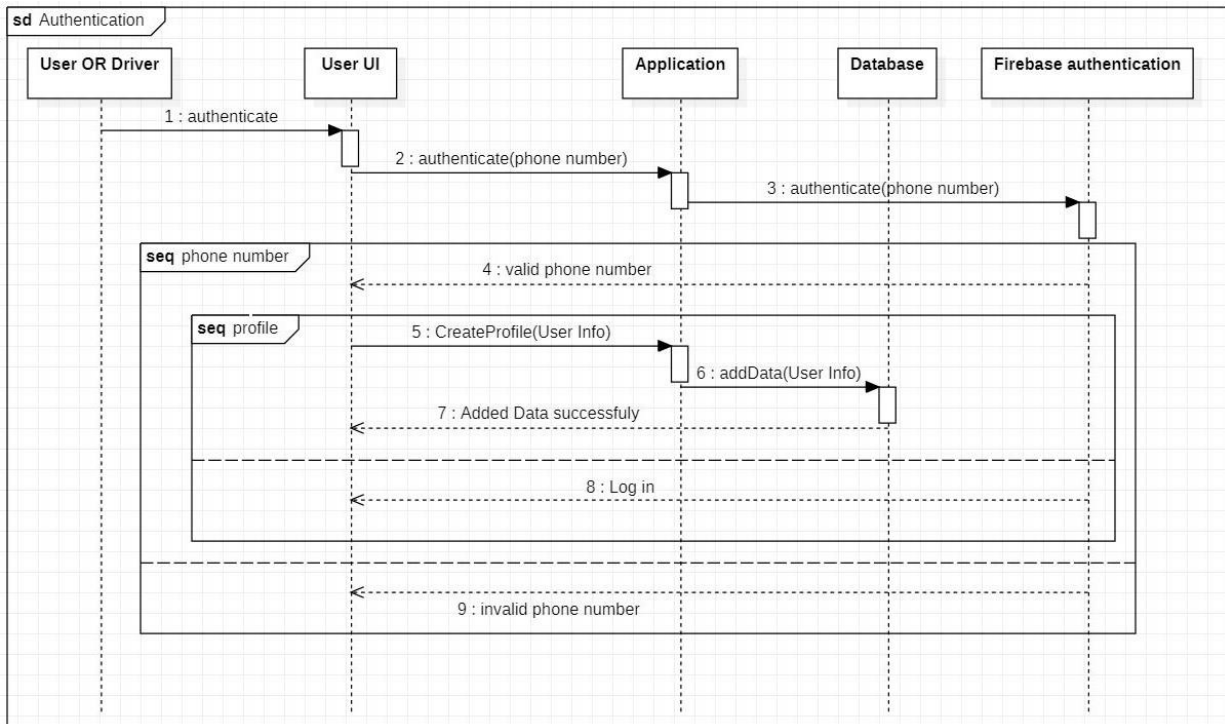 sd Authentication
User OR Driver
User UI
Application
Database
Firebase authentication
1 : authenticate
2 : authenticate(phone number)
3 : authenticate(phone number)
seq phone number
4 : valid phone number
seq profile
5 : CreateProfile(User Info)
6 : addData(User Info)
7 : Added Data successfuly
8 : Log in
9 : invalid phone number